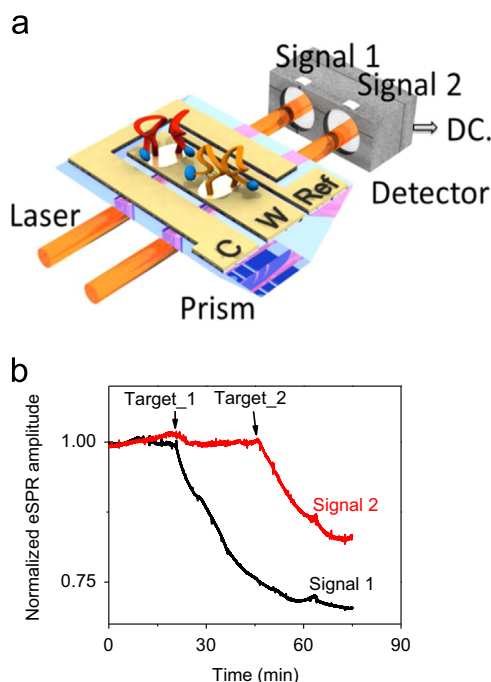 a
Signal 1
Signal 2
DC.
Detector
Laser
C W Ref
Prism
b
Target_1 Target_2
1.00
0.75
Normalized eSPR amplitude
Signal 2
Signal 1
0 30 60 90
Time (min)